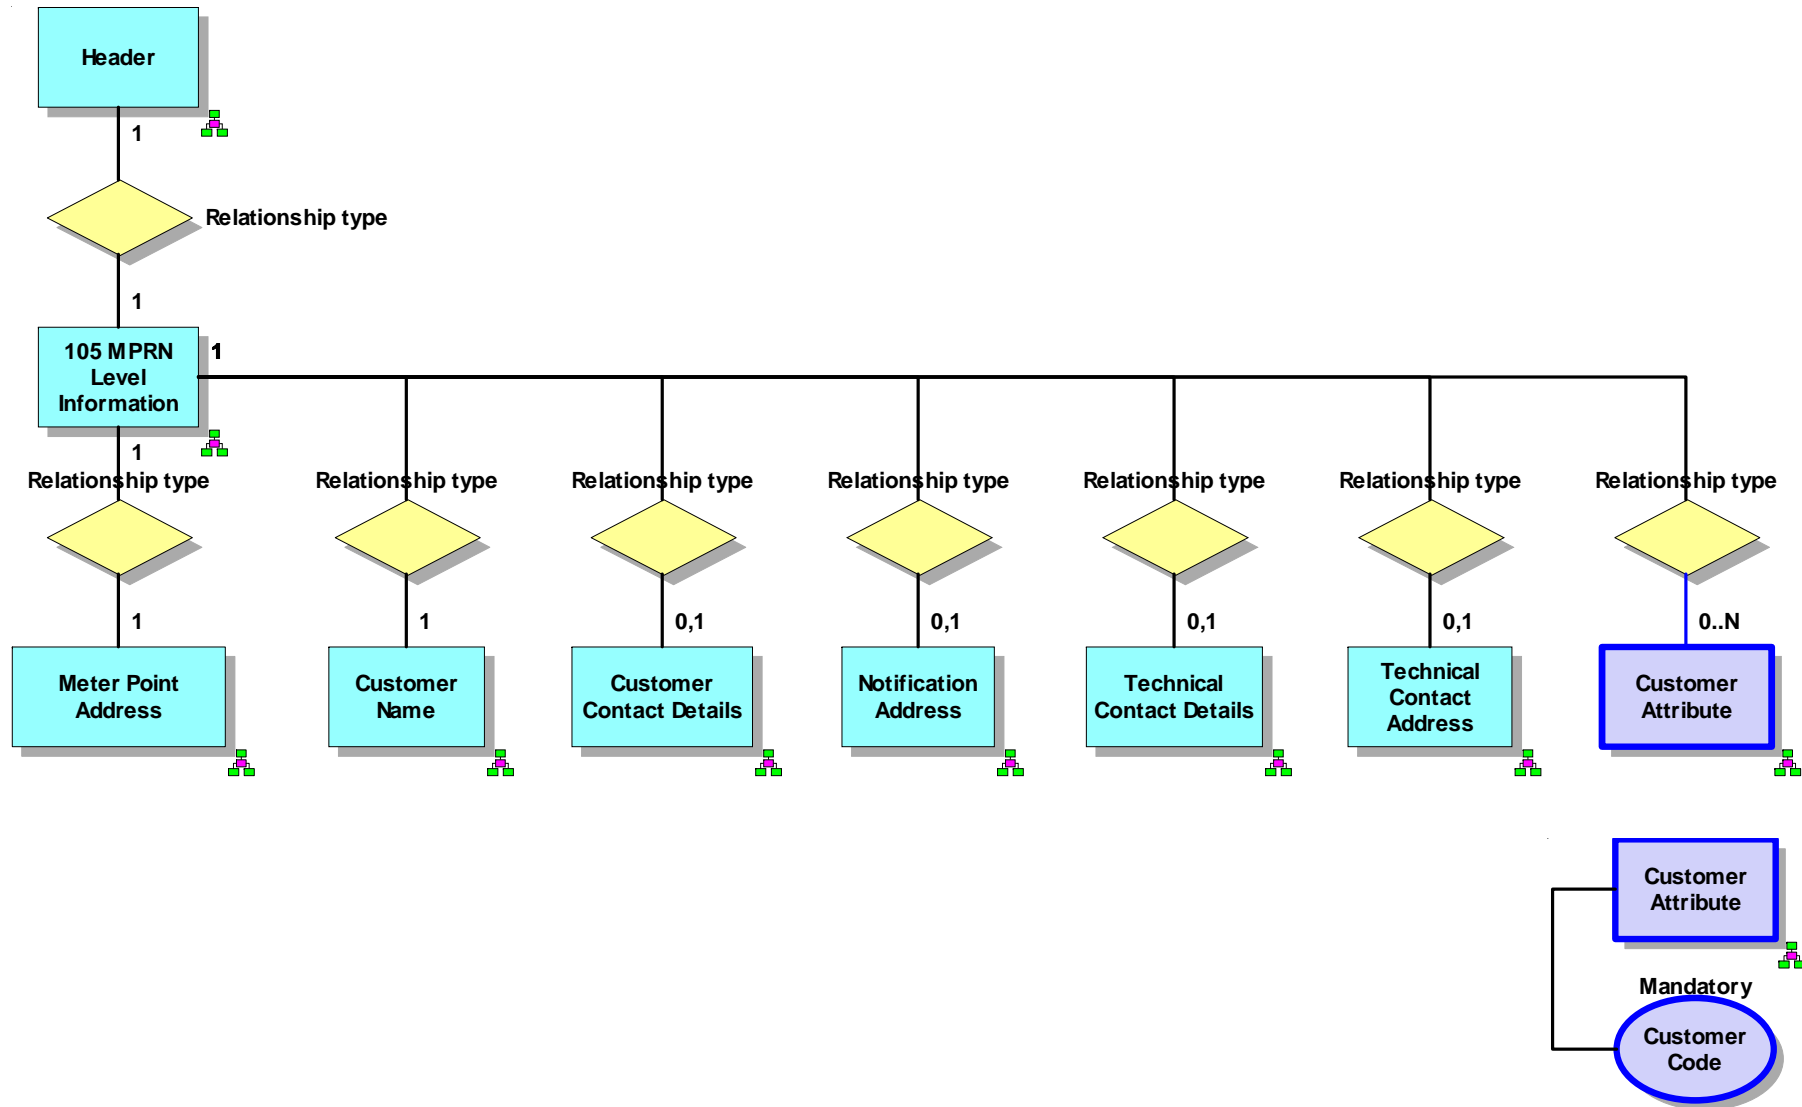 Header
1
Relationship type
1
105 MPRN
Level
Information
1
1
Relationship type
Relationship type
Relationship type
Relationship type
Relationship type
Relationship type
Relationship type
1
1
0,1
0,1
0,1
0,1
0..N
Meter Point
Address
Customer
Name
Customer
Contact Details
Notification
Address
Technical
Contact Details
Technical
Contact
Address
Customer
Attribute
Customer
Attribute
Mandatory
Customer
Code